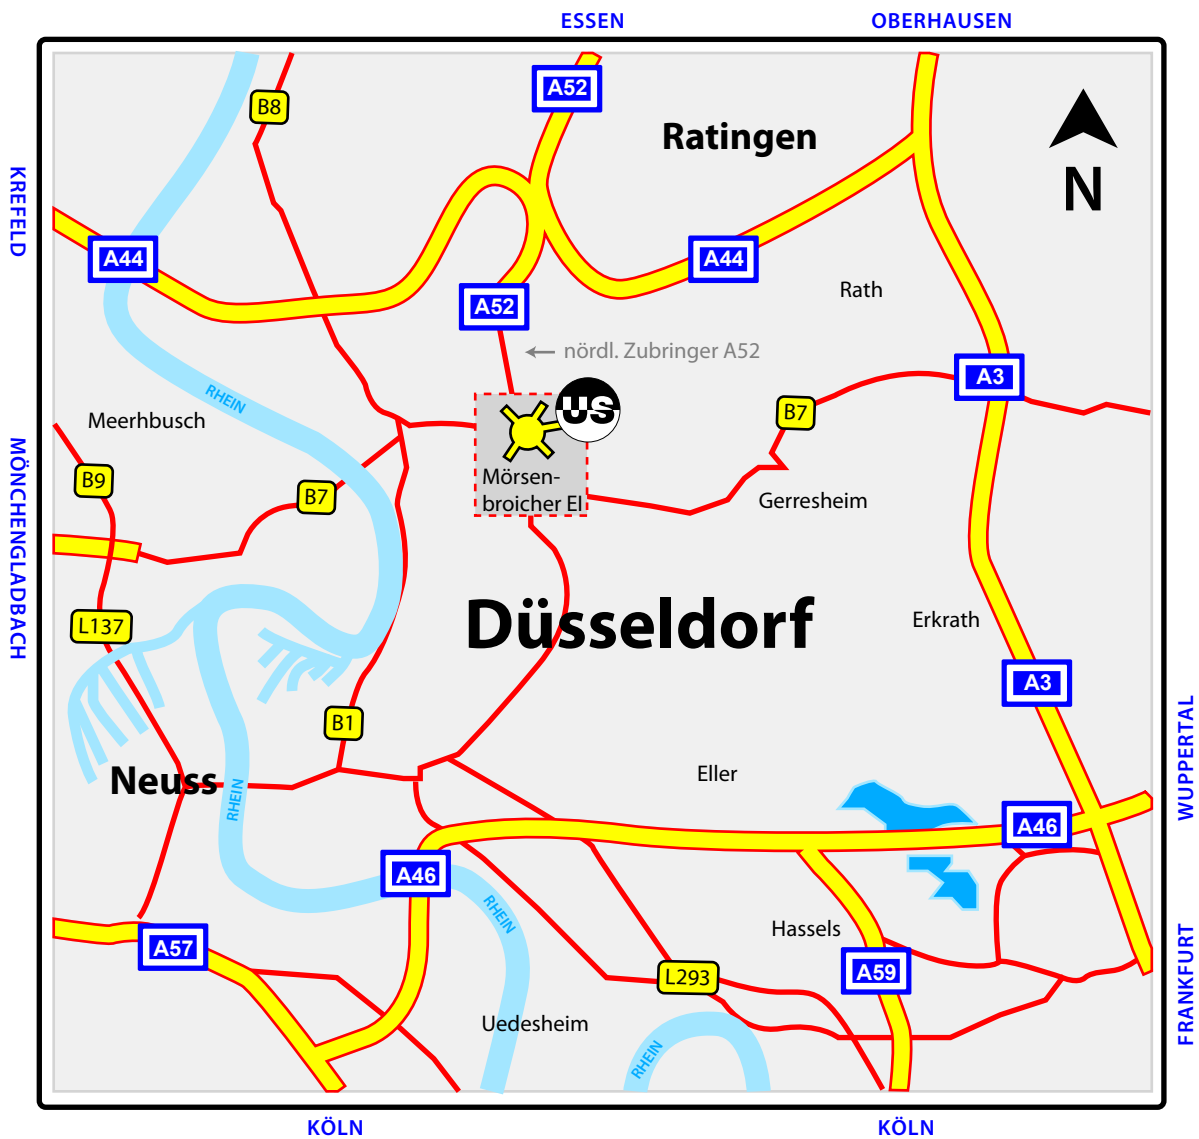 ESSEN
OBERHAUSEN
A52
B8
Ratingen
N
KREFELD
A44
A44
A52
Rath
← nördl. Zubringer A52
A3
US
RHEIN
B7
Meerhbusch
MÖNCHENGLADBACH
B9
Mörsen-
broicher EI
B7
Gerresheim
L137
Düsseldorf
Erkrath
A3
B1
WUPPERTAL
Neuss
Eller
RHEIN
A46
A46
RHEIN
Hassels
FRANKFURT
A57
A59
L293
Uedesheim
RHEIN
KÖLN
KÖLN